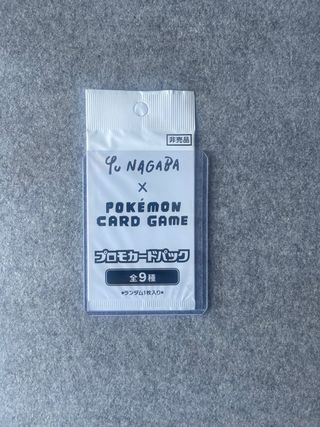 非売品
Yu NAGABA
×
POKÉMON
CARD GAME
プロモカードパック
全9種
★ランダム1枚入り★